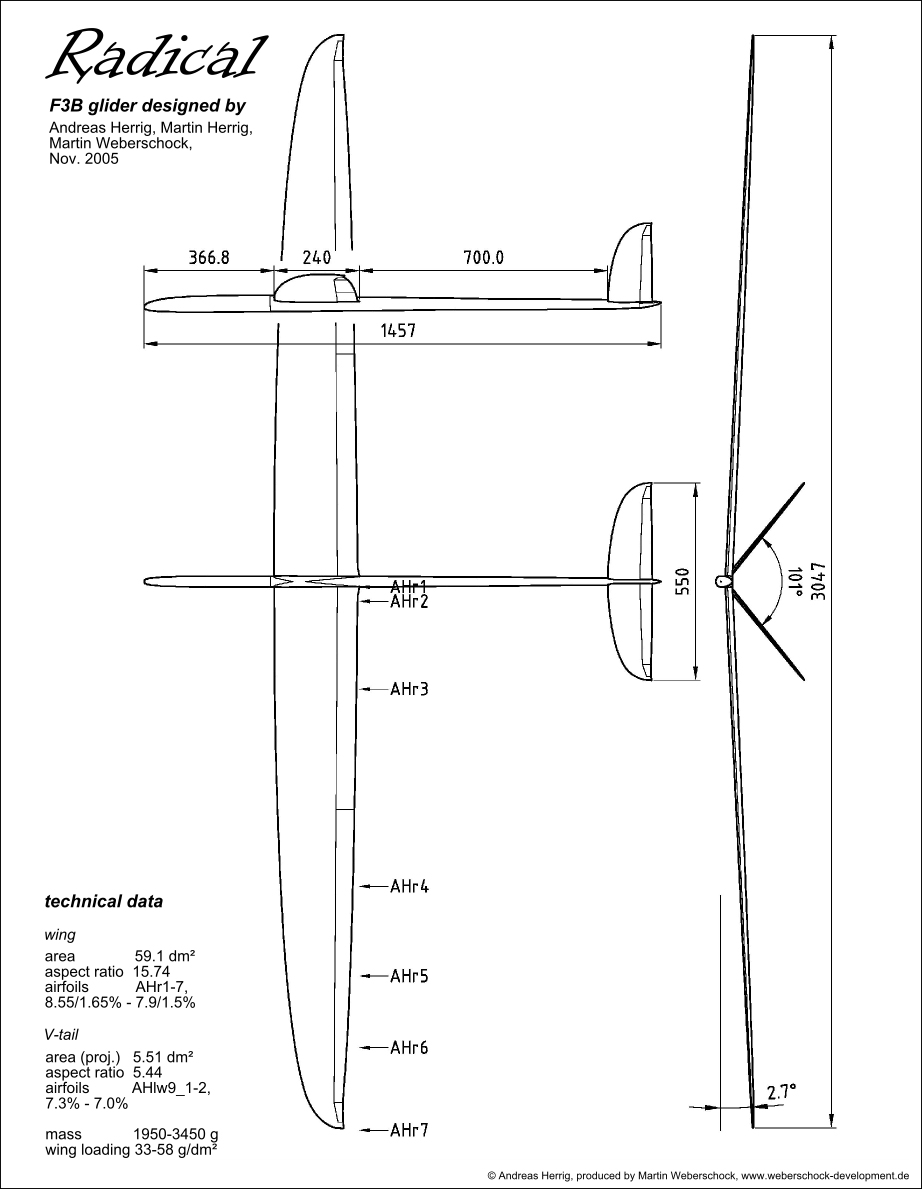 Radical
F3B glider designed by
Andreas Herrig, Martin Herrig,
Martin Weberschock,
Nov. 2005
366.8
240
700.0
1457
AHr1
AHr2
AHr3
AHr4
AHr5
AHr6
AHr7
550
101°
3047
2.7°
technical data
wing
area 59.1 dm²
aspect ratio 15.74
airfoils AHr1-7,
8.55/1.65% - 7.9/1.5%
V-tail
area (proj.) 5.51 dm²
aspect ratio 5.44
airfoils AHlw9_1-2,
7.3% - 7.0%
mass 1950-3450 g
wing loading 33-58 g/dm²
© Andreas Herrig, produced by Martin Weberschock, www.weberschock-development.de